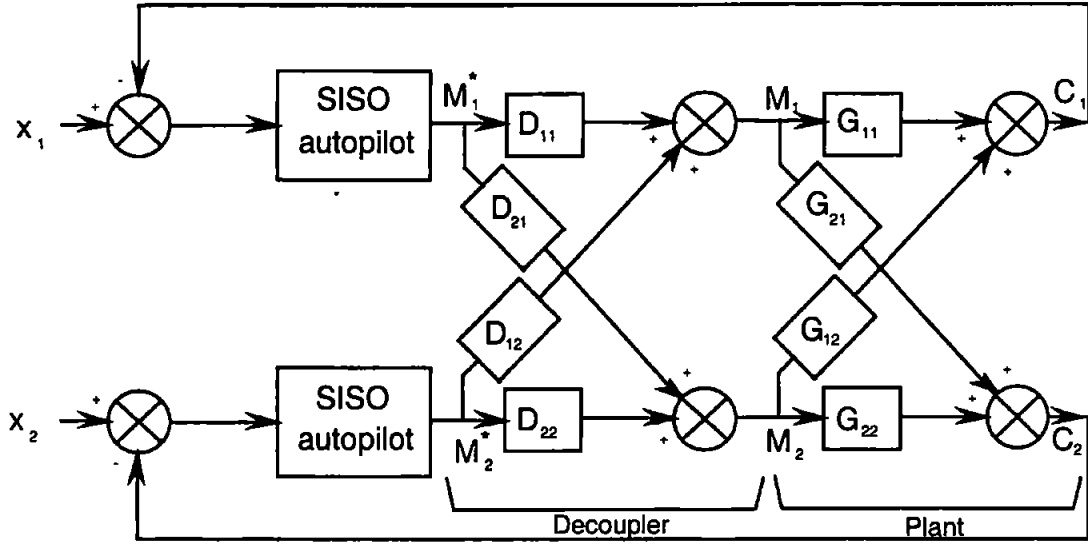 x₁
+
-
SISO
autopilot
M₁*
D₁₁
+
+
M₁
G₁₁
+
+
C₁
D₂₁
G₂₁
D₁₂
G₁₂
x₂
+
-
SISO
autopilot
M₂*
D₂₂
+
+
M₂
G₂₂
+
+
C₂
Decoupler
Plant